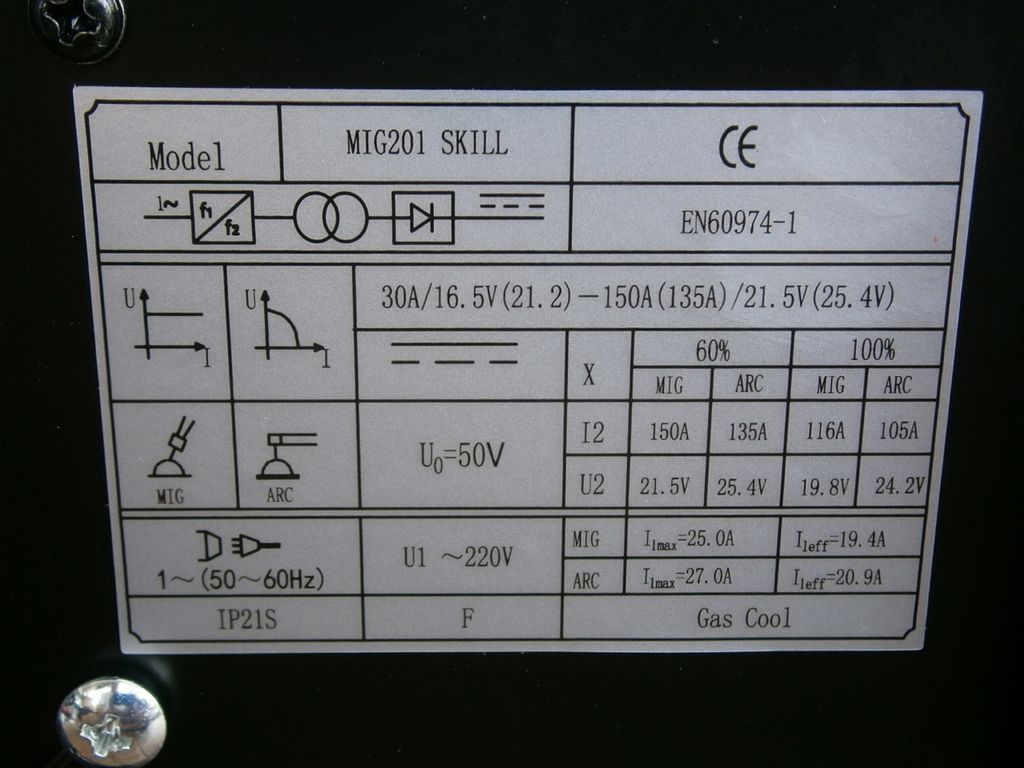 Model
MIG201 SKILL
CE
1~ f1 f2
EN60974-1
U I
U I
30A/16.5V(21.2)—150A(135A)/21.5V(25.4V)
X 60% 100%
MIG ARC MIG ARC
I2 150A 135A 116A 105A
U2 21.5V 25.4V 19.8V 24.2V
MIG
ARC
U0=50V
1～(50～60Hz)
U1 ～220V
MIG I1max=25.0A I1eff=19.4A
ARC I1max=27.0A I1eff=20.9A
IP21S
F
Gas Cool